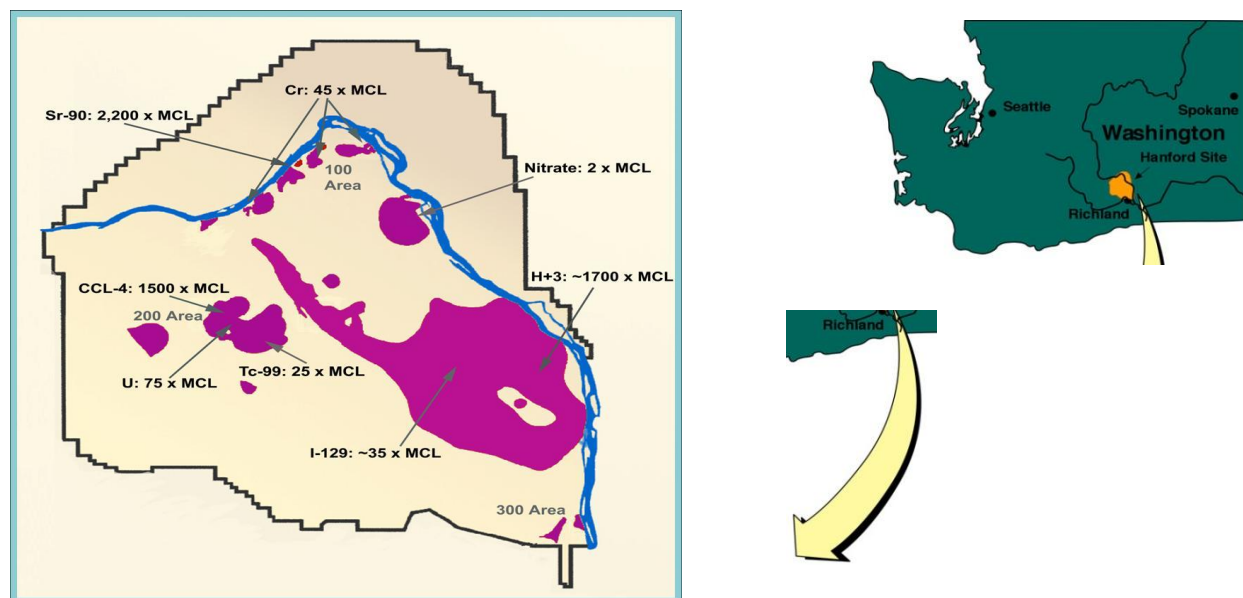 Cr: 45 x MCL
Sr-90: 2,200 x MCL
100
Area
Nitrate: 2 x MCL
H+3: ~1700 x MCL
CCL-4: 1500 x MCL
200 Area
U: 75 x MCL
Tc-99: 25 x MCL
I-129: ~35 x MCL
300 Area
Seattle
Spokane
Washington
Hanford Site
Richland
Richland